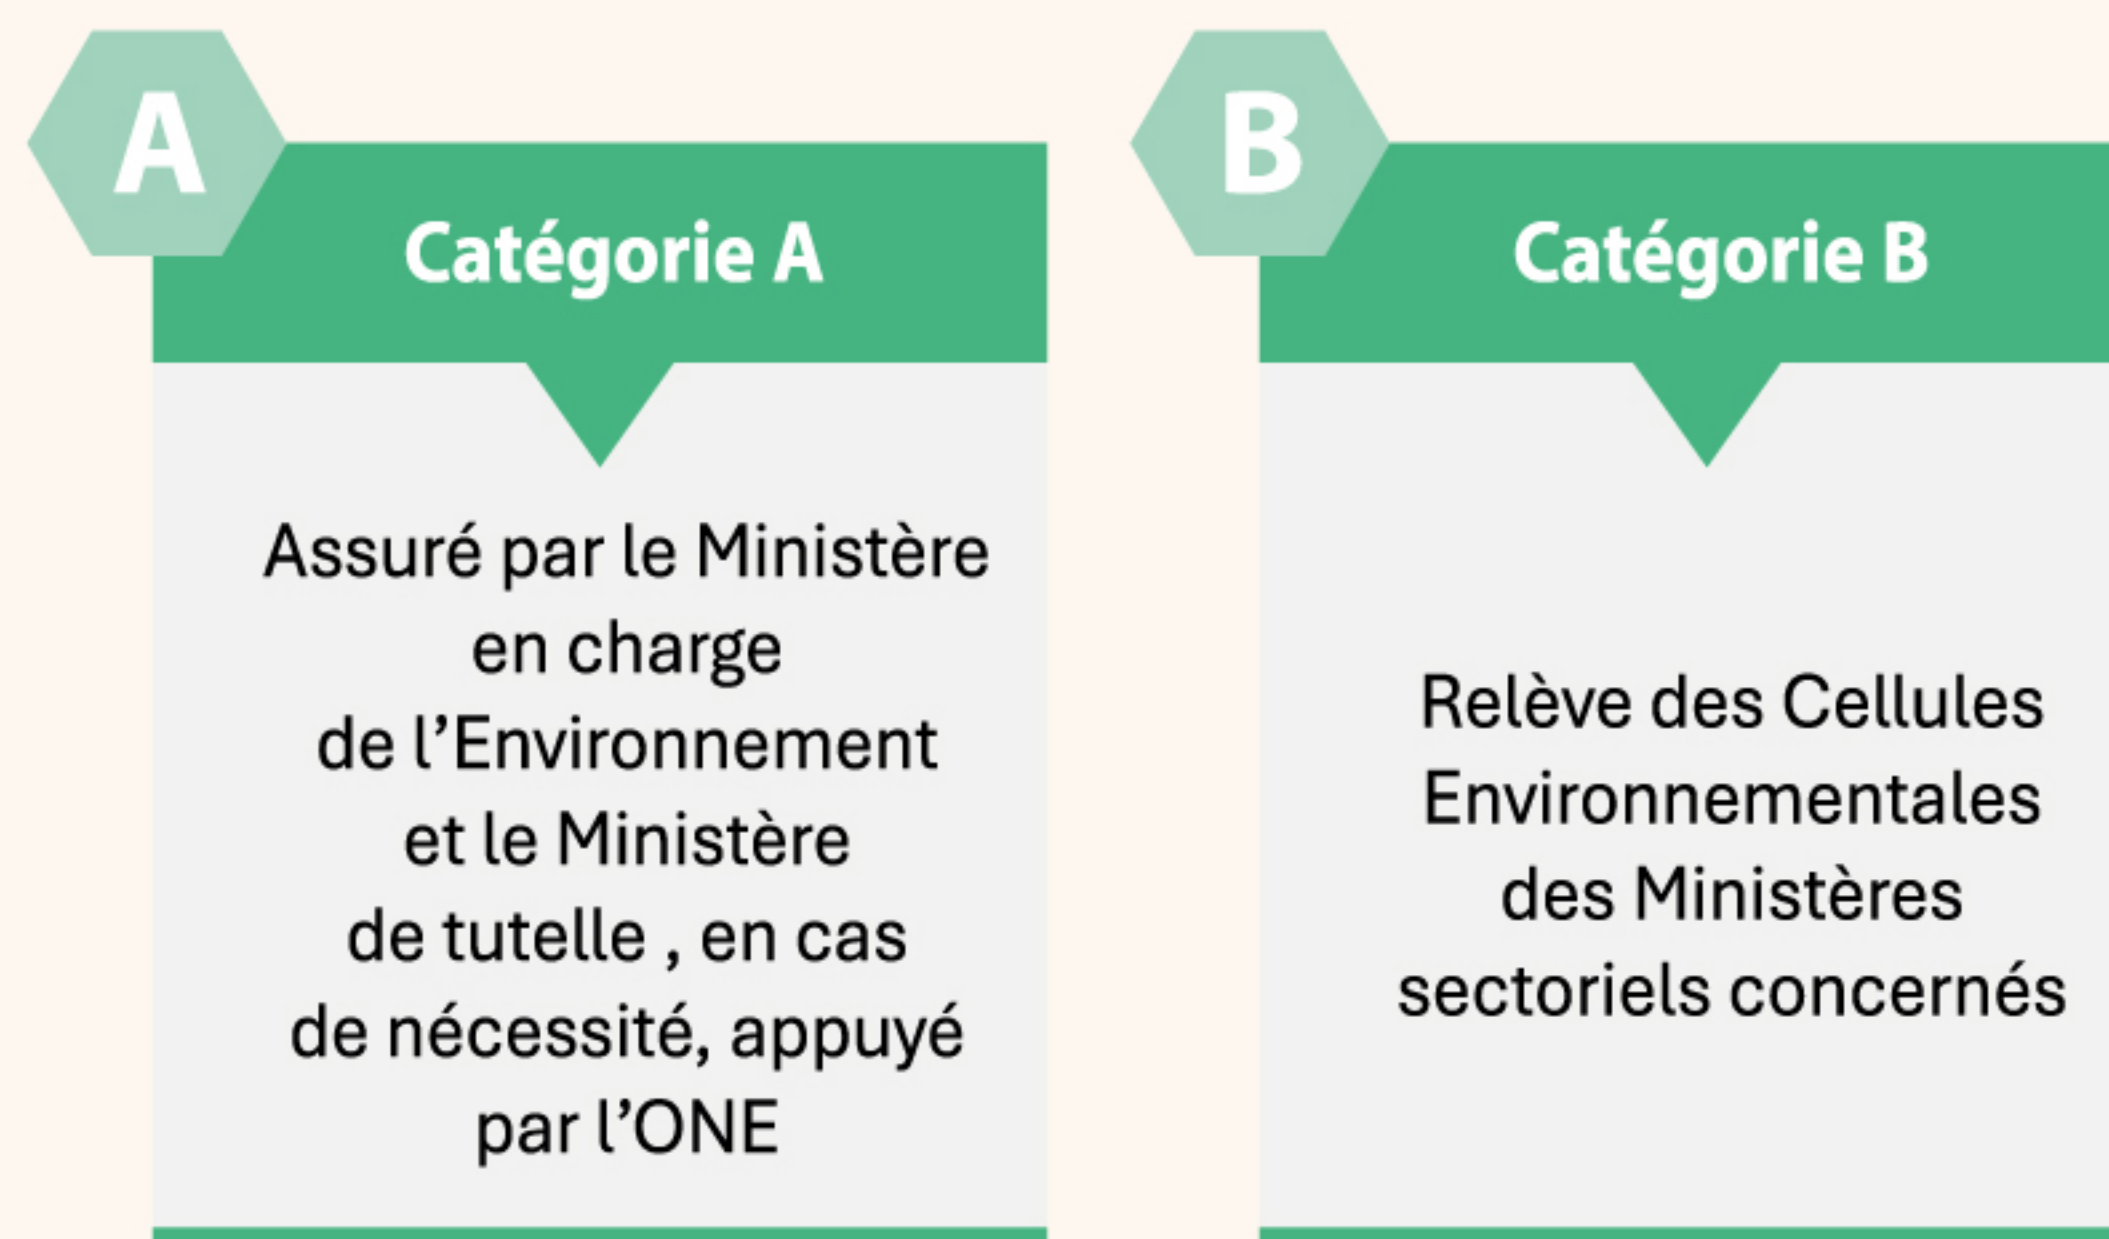 A
Catégorie A
Assuré par le Ministère
en charge
de l’Environnement
et le Ministère
de tutelle , en cas
de nécessité, appuyé
par l’ONE
B
Catégorie B
Relève des Cellules
Environnementales
des Ministères
sectoriels concernés